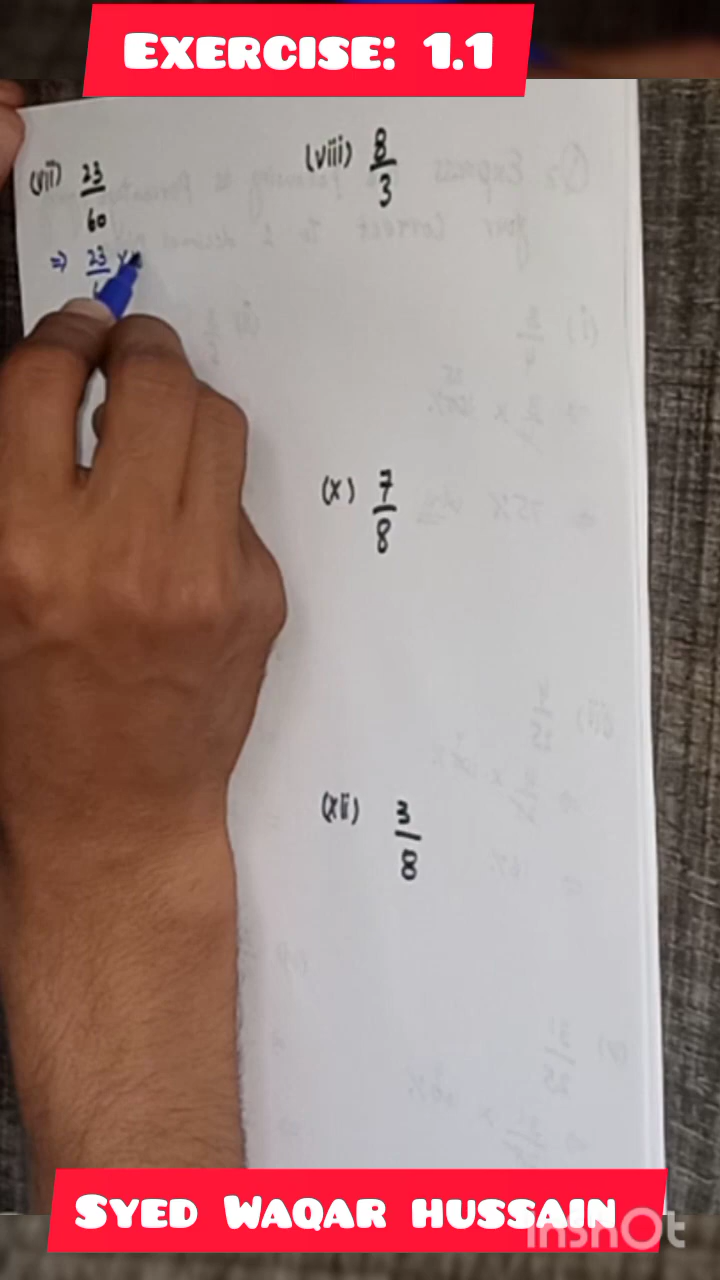 EXERCISE: 1.1
(vii) 23/60
(viii) 8/3
⇒ 23/
(x) 7/8
(xii) 3/8
SYED WAQAR HUSSAIN
inshot